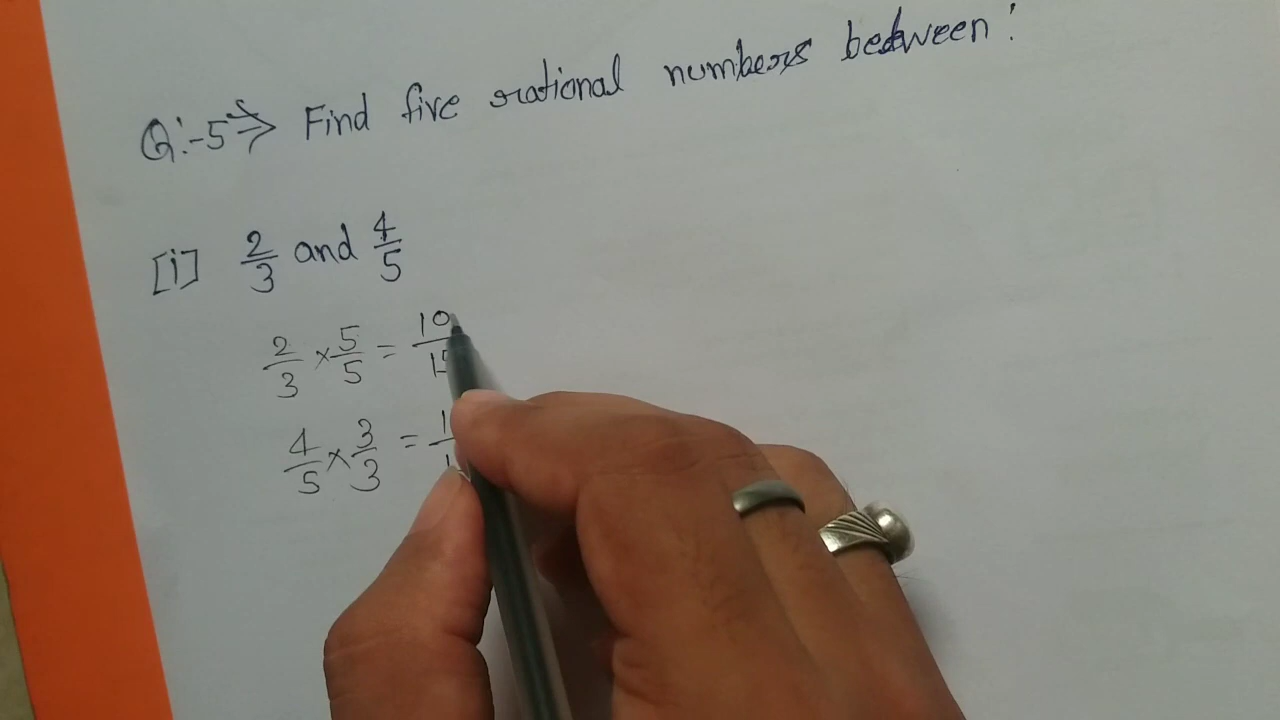 Q:-5 ⇒ Find five rational numbers between:
[i] 2/3 and 4/5
2/3 × 5/5 = 10/15
4/5 × 3/3 =